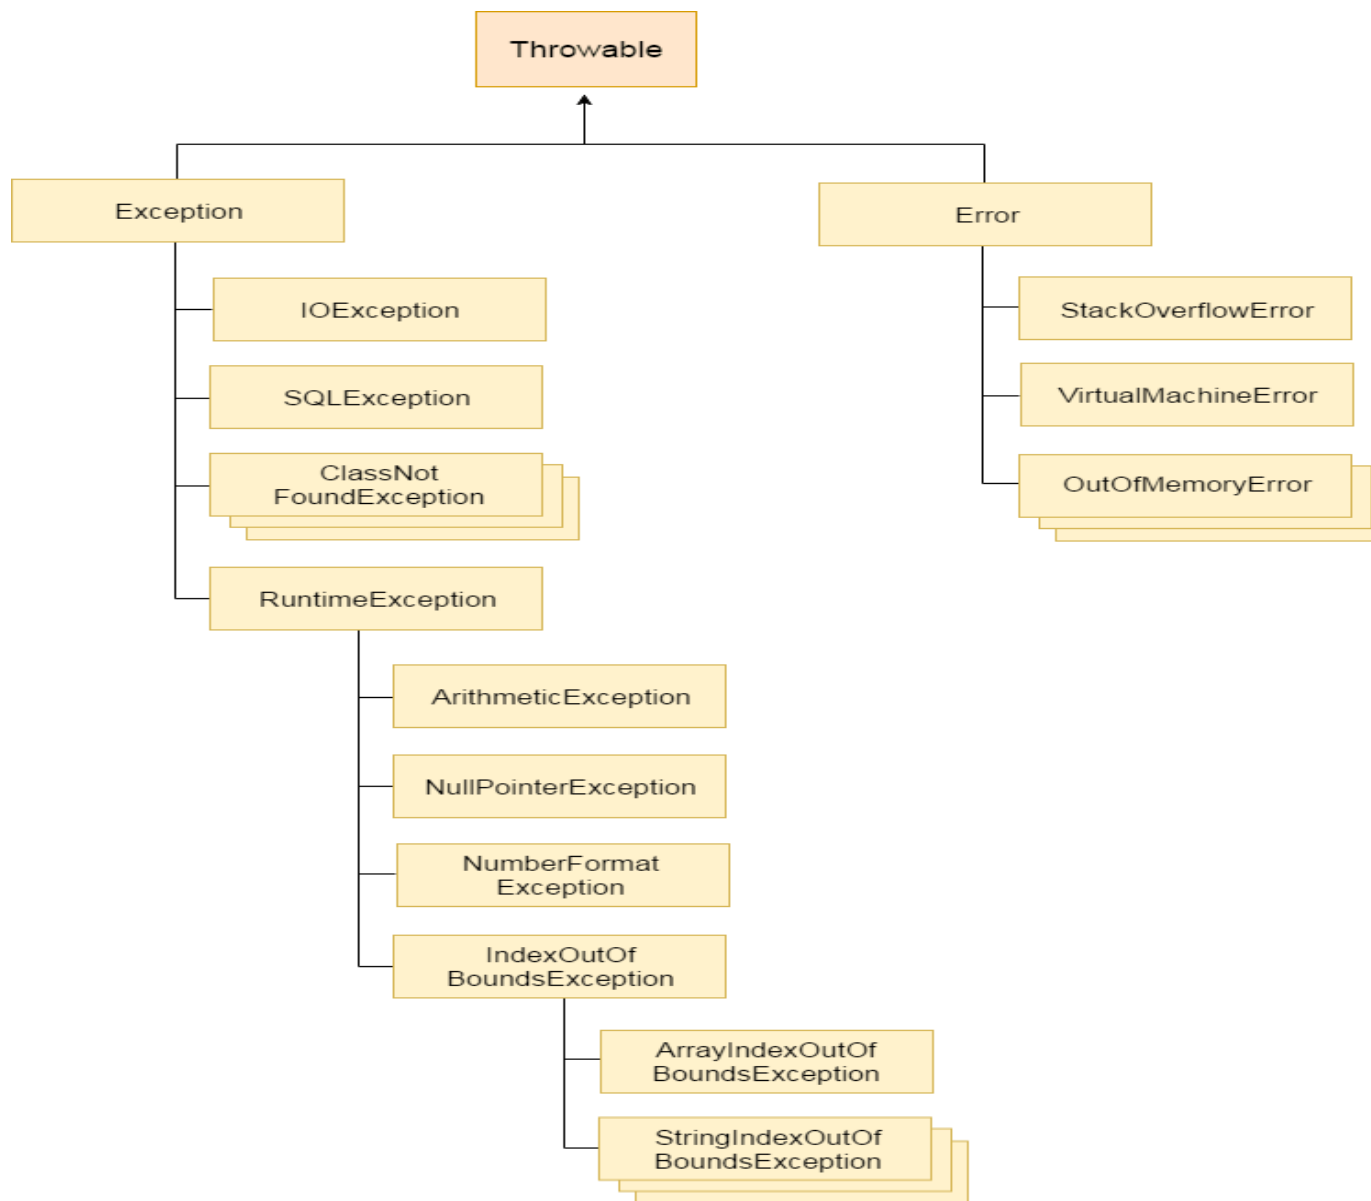 Throwable
Exception
Error
IOException
StackOverflowError
SQLException
VirtualMachineError
ClassNot
FoundException
OutOfMemoryError
RuntimeException
ArithmeticException
NullPointerException
NumberFormat
Exception
IndexOutOf
BoundsException
ArrayIndexOutOf
BoundsException
StringIndexOutOf
BoundsException